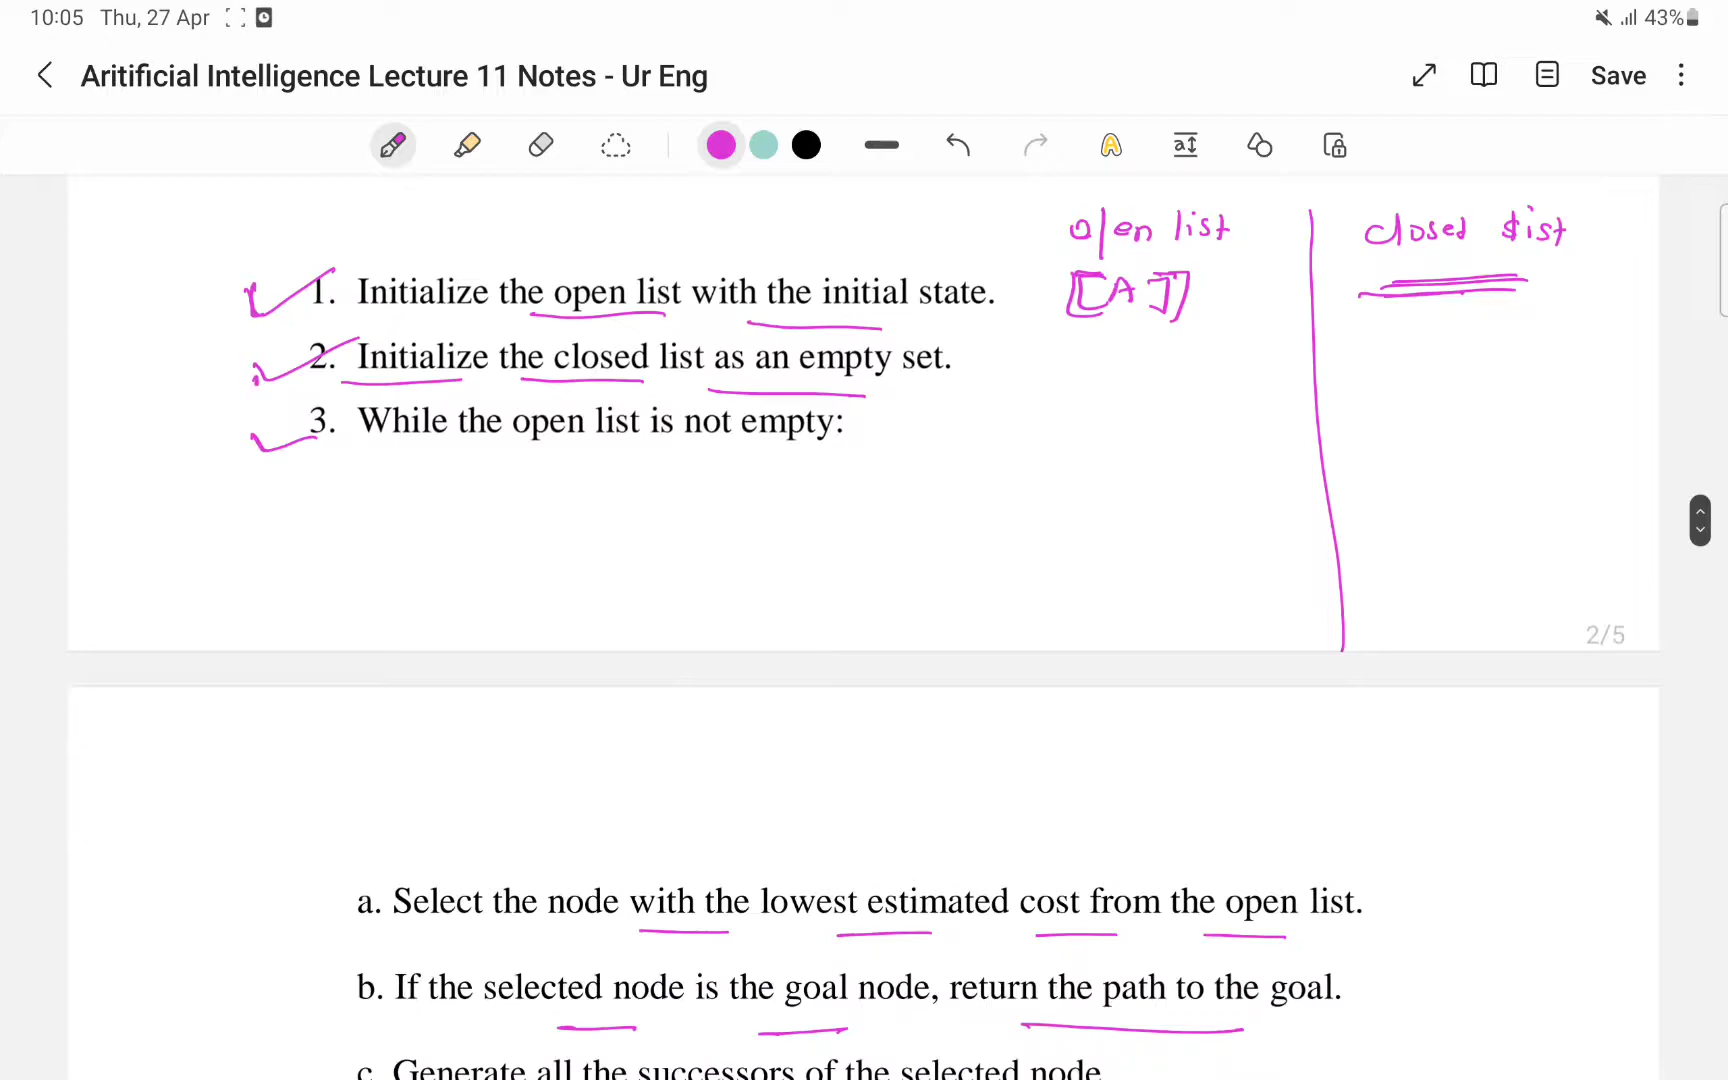 10:05 Thu, 27 Apr 43%
Aritificial Intelligence Lecture 11 Notes - Ur Eng Save
open list closed list
1. Initialize the open list with the initial state. [[A]]
2. Initialize the closed list as an empty set.
3. While the open list is not empty:
2/5
a. Select the node with the lowest estimated cost from the open list.
b. If the selected node is the goal node, return the path to the goal.
c. Generate all the successors of the selected node.